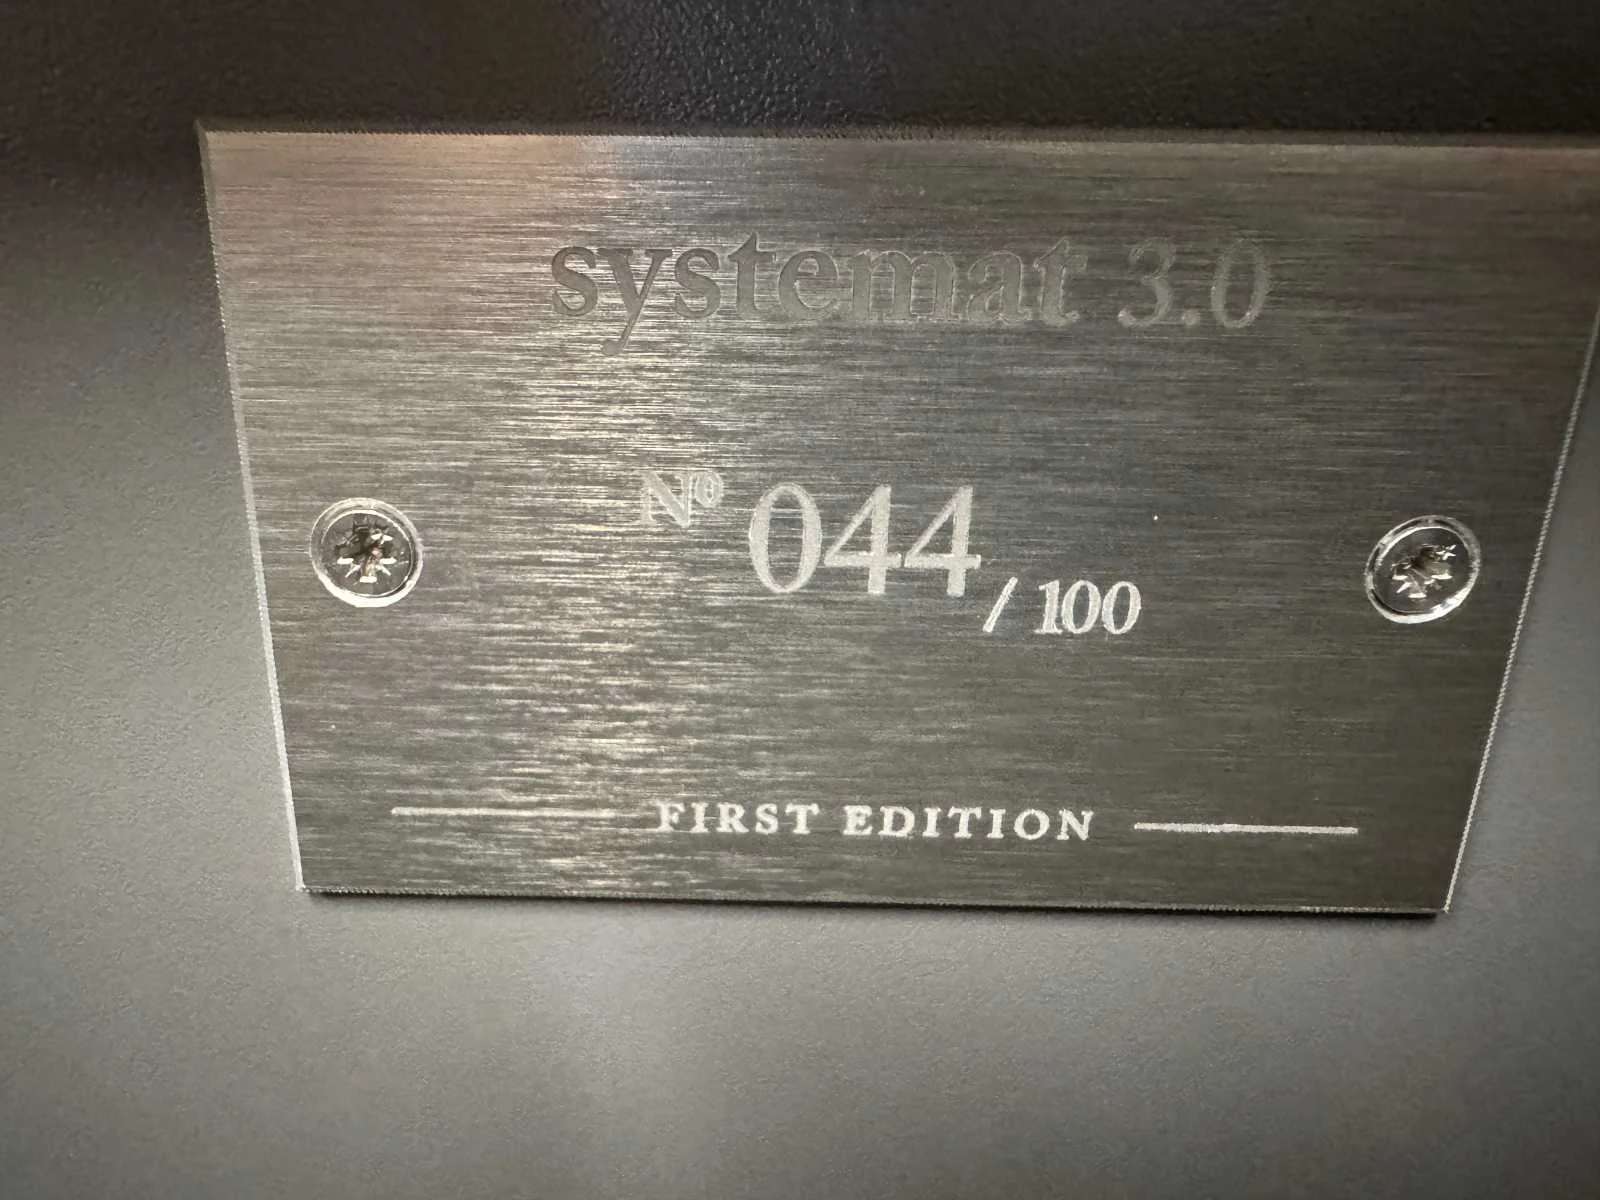 systemat 3.0
Nº 044 / 100
FIRST EDITION